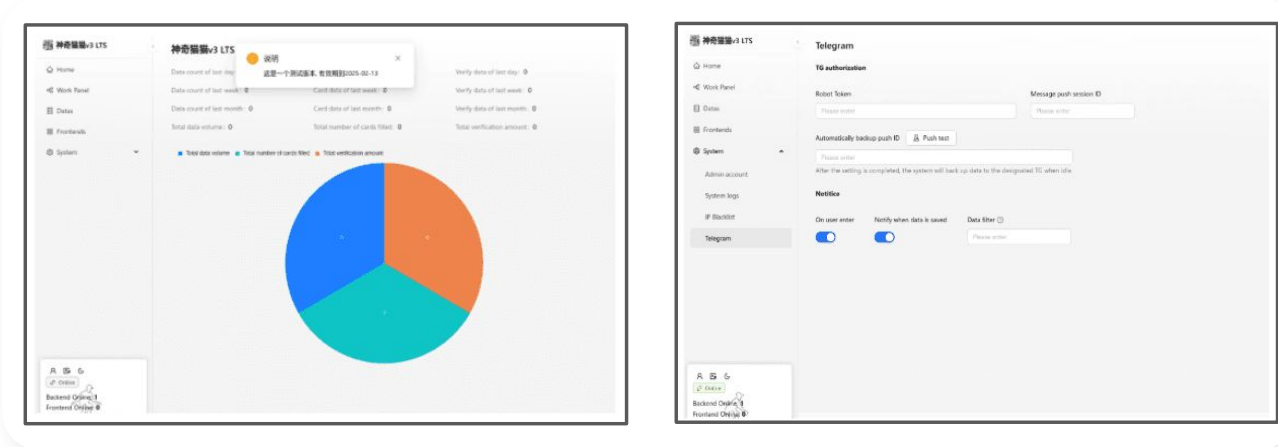 神奇猫猫v3 LTS
Home
Work Panel
Datas
Frontends
System
Backend Online: 1
Frontend Online: 0
Online
神奇猫猫v3 LTS
说明
这是一个测试版本, 有效期到2025-02-13
Data count of last day:
Verify data of last day: 0
Data count of last week: 0
Card data of last week: 0
Verify data of last week: 0
Data count of last month: 0
Card data of last month: 0
Verify data of last month: 0
Total data volume: 0
Total number of cards filled: 0
Total verification amount: 0
Total data volume
Total number of cards filled
Total verification amount
神奇猫猫v3 LTS
Home
Work Panel
Datas
Frontends
System
Admin account
System logs
IP Blacklist
Telegram
Online
Backend Online: 1
Frontend Online: 0
Telegram
TG authorization
Robot Token
Message push session ID
Please enter
Please enter
Automatically backup push ID
Push test
Please enter
After the setting is completed, the system will back up data to the designated TG when idle
Notitice
On user enter
Notify when data is saved
Data filter
Please enter